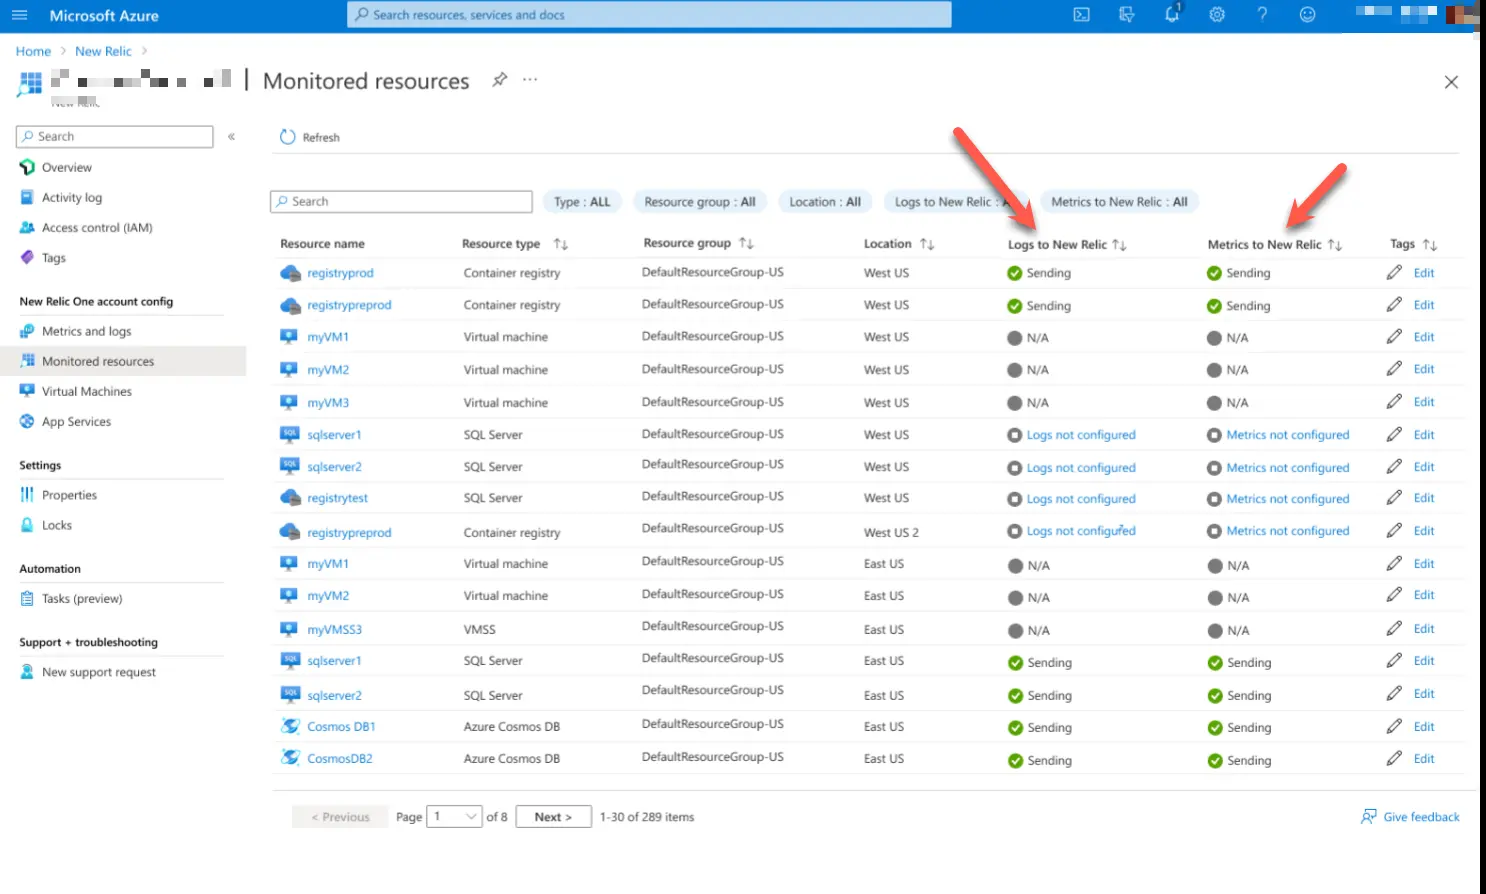 Microsoft Azure
Search resources, services and docs
1
Home > New Relic >
Monitored resources
New Relic
Search
«
Refresh
Overview
Activity log
Access control (IAM)
Tags
New Relic One account config
Metrics and logs
Monitored resources
Virtual Machines
App Services
Settings
Properties
Locks
Automation
Tasks (preview)
Support + troubleshooting
New support request
Search
Type : ALL
Resource group : All
Location : All
Logs to New Relic :
Metrics to New Relic : All
Resource name Resource type Resource group Location Logs to New Relic Metrics to New Relic Tags
registryprod Container registry DefaultResourceGroup-US West US Sending Sending Edit
registrypreprod Container registry DefaultResourceGroup-US West US Sending Sending Edit
myVM1 Virtual machine DefaultResourceGroup-US West US N/A N/A Edit
myVM2 Virtual machine DefaultResourceGroup-US West US N/A N/A Edit
myVM3 Virtual machine DefaultResourceGroup-US West US N/A N/A Edit
sqlserver1 SQL Server DefaultResourceGroup-US West US Logs not configured Metrics not configured Edit
sqlserver2 SQL Server DefaultResourceGroup-US West US Logs not configured Metrics not configured Edit
registrytest SQL Server DefaultResourceGroup-US West US Logs not configured Metrics not configured Edit
registrypreprod Container registry DefaultResourceGroup-US West US 2 Logs not configured Metrics not configured Edit
myVM1 Virtual machine DefaultResourceGroup-US East US N/A N/A Edit
myVM2 Virtual machine DefaultResourceGroup-US East US N/A N/A Edit
myVMSS3 VMSS DefaultResourceGroup-US East US N/A N/A Edit
sqlserver1 SQL Server DefaultResourceGroup-US East US Sending Sending Edit
sqlserver2 SQL Server DefaultResourceGroup-US East US Sending Sending Edit
Cosmos DB1 Azure Cosmos DB DefaultResourceGroup-US East US Sending Sending Edit
CosmosDB2 Azure Cosmos DB DefaultResourceGroup-US East US Sending Sending Edit
< Previous Page 1 of 8 Next > 1-30 of 289 items
Give feedback